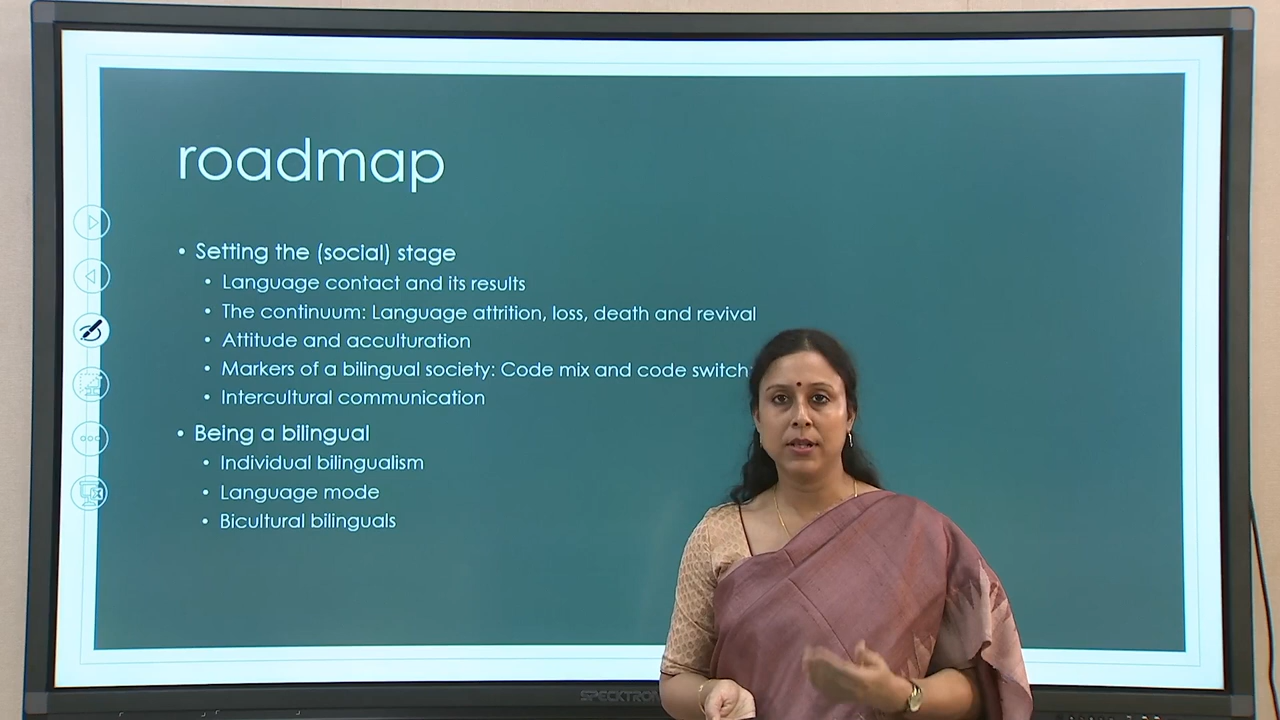 roadmap
• Setting the (social) stage
• Language contact and its results
• The continuum: Language attrition, loss, death and revival
• Attitude and acculturation
• Markers of a bilingual society: Code mix and code switch
• Intercultural communication
• Being a bilingual
• Individual bilingualism
• Language mode
• Bicultural bilinguals
SPECKTRON